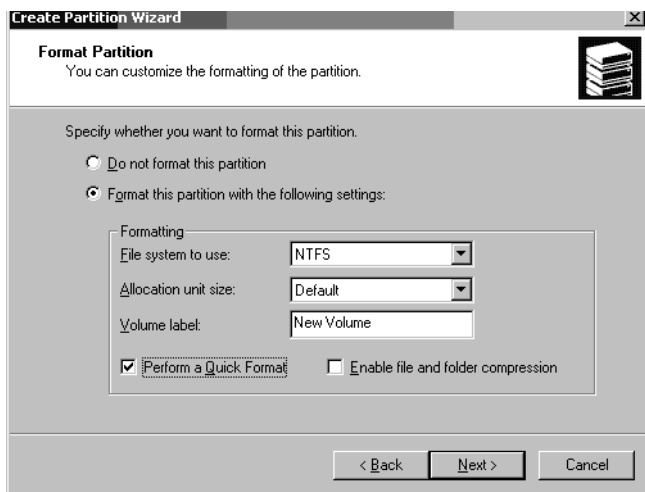 Create Partition Wizard
Format Partition
You can customize the formatting of the partition.
Specify whether you want to format this partition.
Do not format this partition
Format this partition with the following settings:
Formatting
File system to use: NTFS
Allocation unit size: Default
Volume label: New Volume
Perform a Quick Format Enable file and folder compression
< Back Next > Cancel